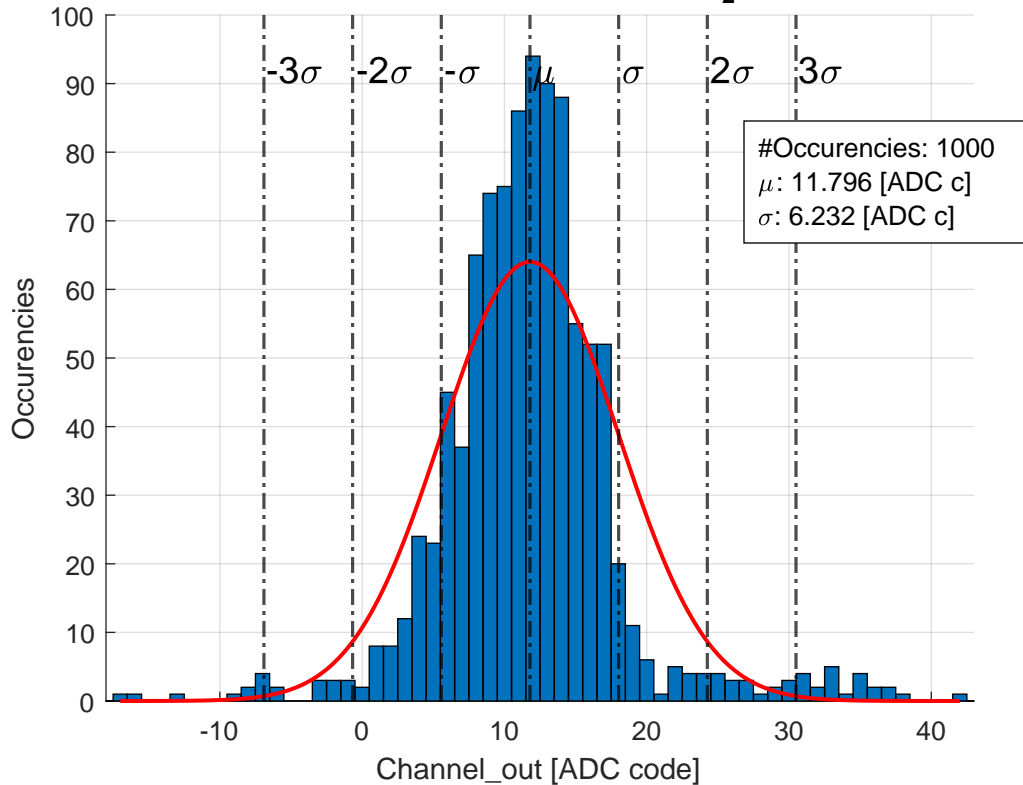 2
100
90
80
70
60
50
40
30
20
10
0
-3σ -2σ -σ μ σ 2σ 3σ
#Occurencies: 1000
μ: 11.796 [ADC c]
σ: 6.232 [ADC c]
Occurencies
-10 0 10 20 30 40
Channel_out [ADC code]